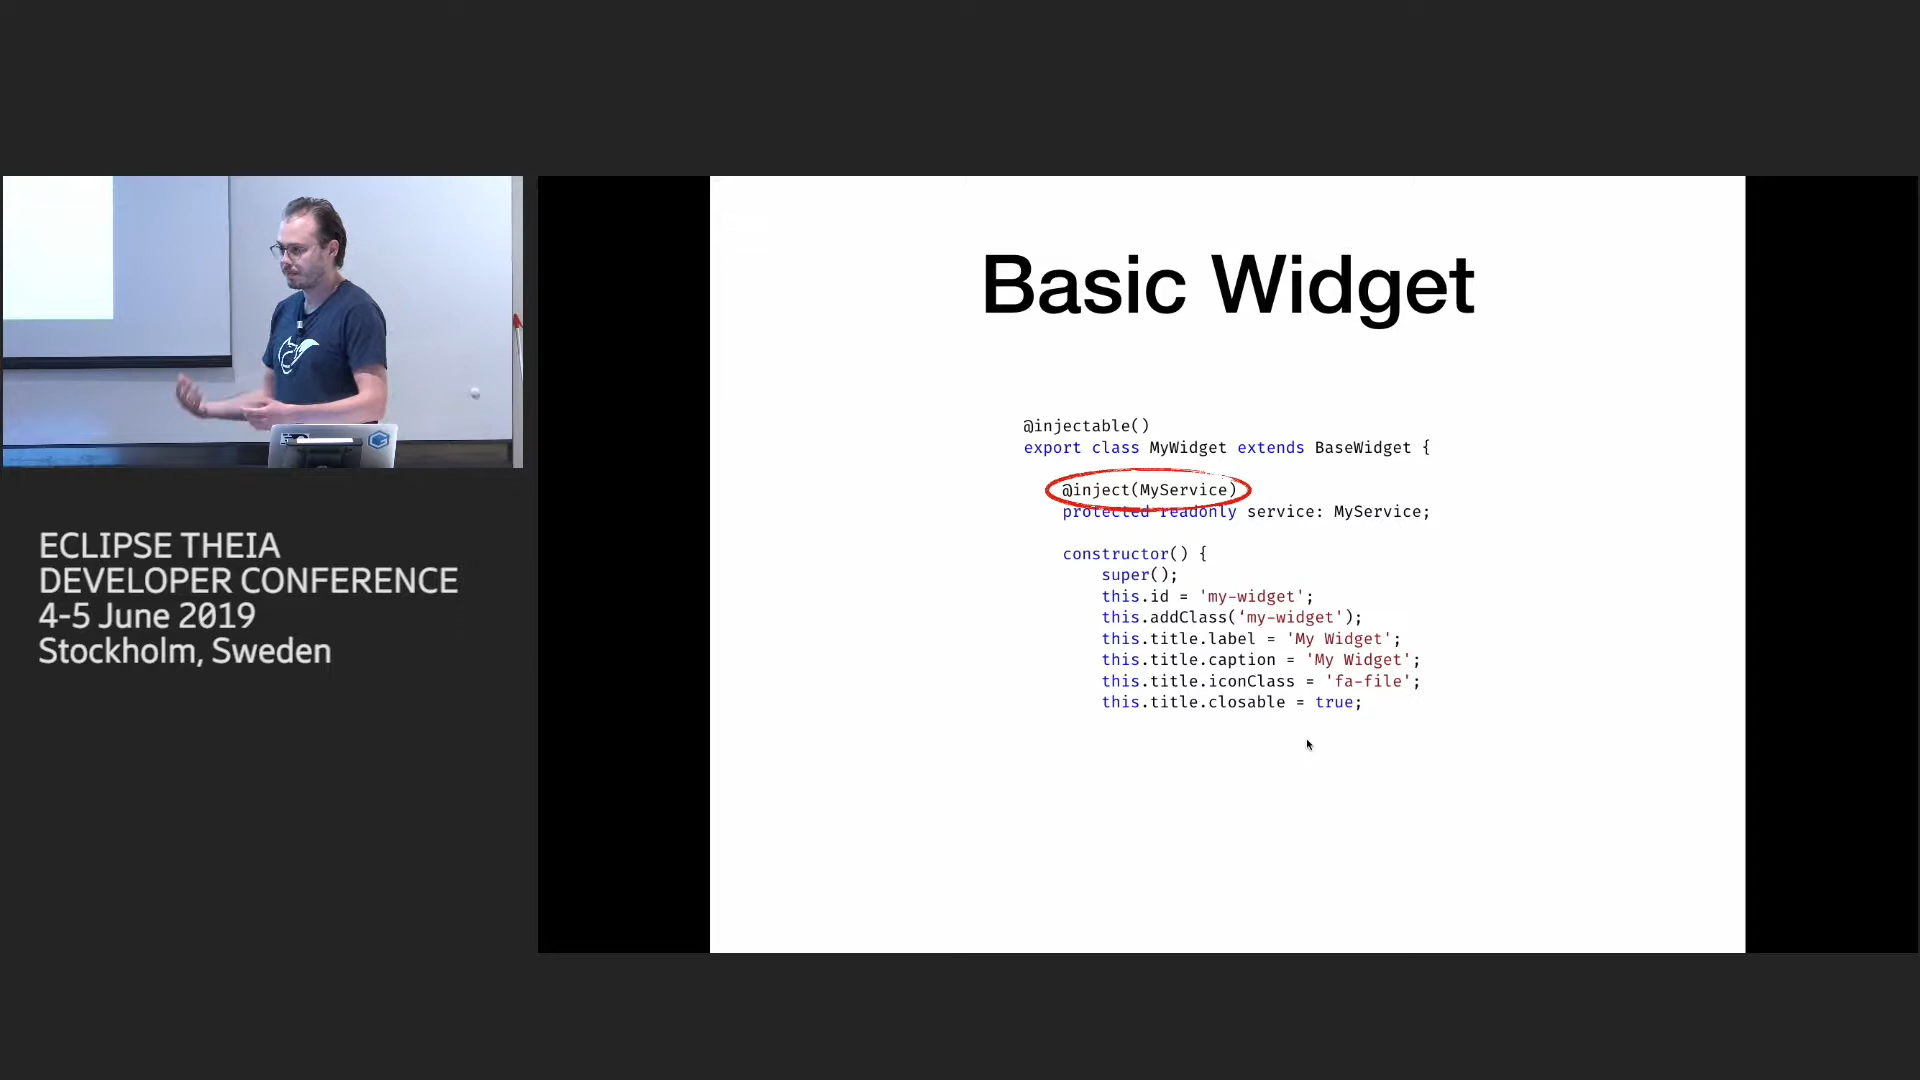 ECLIPSE THEIA
DEVELOPER CONFERENCE
4-5 June 2019
Stockholm, Sweden
Basic Widget
@injectable()
export class MyWidget extends BaseWidget {
@inject(MyService)
protected readonly service: MyService;
constructor() {
super();
this.id = 'my-widget';
this.addClass(‘my-widget');
this.title.label = 'My Widget';
this.title.caption = 'My Widget';
this.title.iconClass = 'fa-file';
this.title.closable = true;